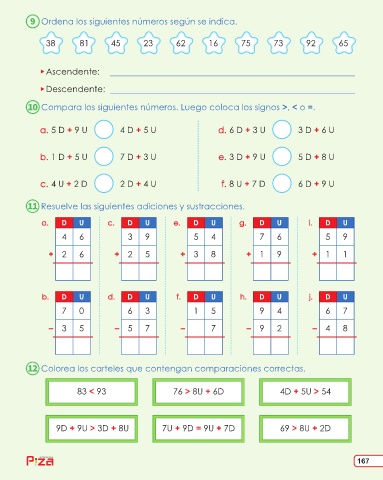 9 Ordena los siguientes números según se indica.
38 81 45 23 62 16 75 73 92 65
Ascendente:
Descendente:
10 Compara los siguientes números. Luego coloca los signos >, < o =.
a. 5 D + 9 U 4 D + 5 U d. 6 D + 3 U 3 D + 6 U
b. 1 D + 5 U 7 D + 3 U e. 3 D + 9 U 5 D + 8 U
c. 4 U + 2 D 2 D + 4 U f. 8 U + 7 D 6 D + 9 U
11 Resuelve las siguientes adiciones y sustracciones.
a. D U c. D U e. D U g. D U i. D U
4 6 3 9 5 4 7 6 5 9
+ 2 6 + 2 5 + 3 8 + 1 9 + 1 1
b. D U d. D U f. D U h. D U j. D U
7 0 6 3 1 5 9 4 6 7
− 3 5 − 5 7 − 7 − 9 2 − 4 8
12 Colorea los carteles que contengan comparaciones correctas.
83 < 93 76 > 8U + 6D 4D + 5U > 54
9D + 9U > 3D + 8U 7U + 9D = 9U + 7D 69 > 8U + 2D
P:za 167